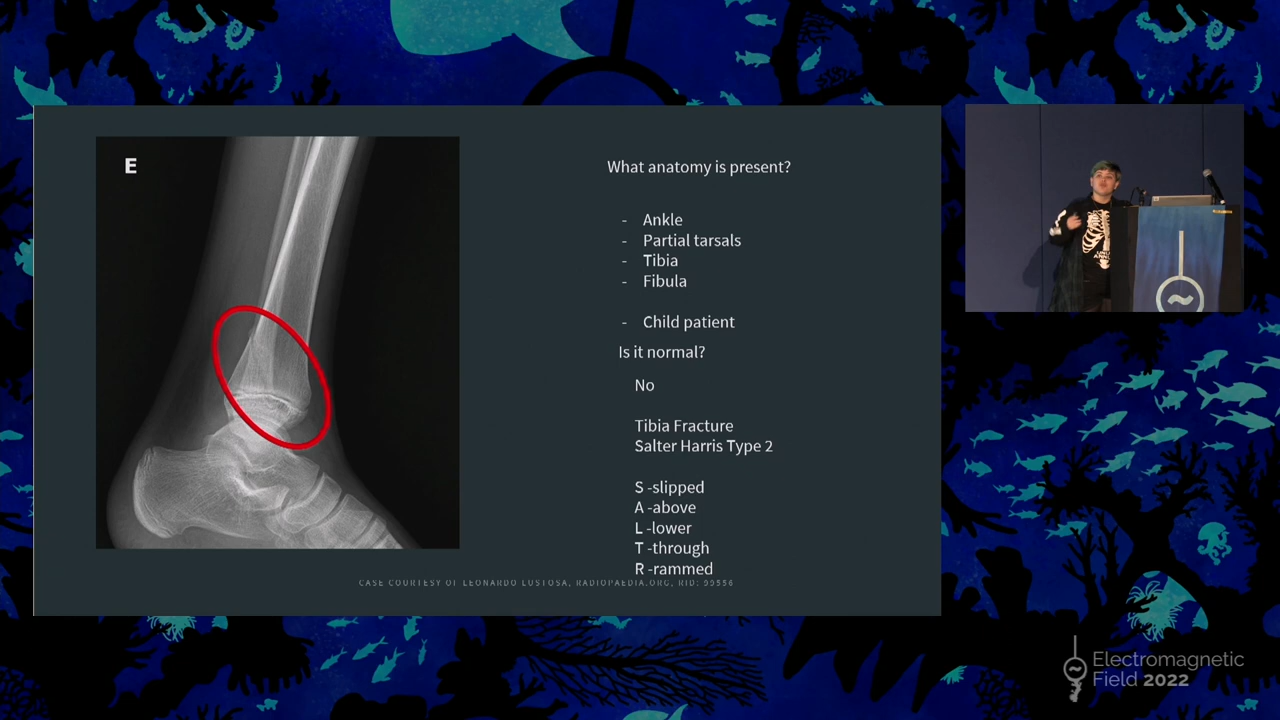 E
What anatomy is present?
- Ankle
- Partial tarsals
- Tibia
- Fibula
- Child patient
Is it normal?
No
Tibia Fracture
Salter Harris Type 2
S -slipped
A -above
L -lower
T -through
R -rammed
CASE COURTESY OF LEONARDO LUSTOSA, RADIOPAEDIA.ORG, RID:
Electromagnetic
Field 2022